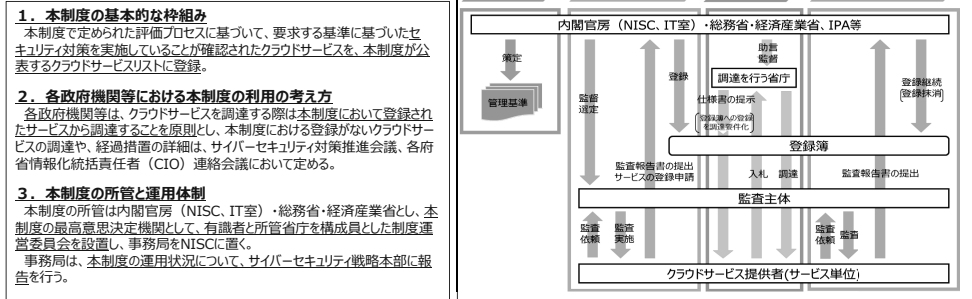 １．本制度の基本的な枠組み
本制度で定められた評価プロセスに基づいて、要求する基準に基づいたセ
キュリティ対策を実施していることが確認されたクラウドサービスを、本制度が公
表するクラウドサービスリストに登録。
２．各政府機関等における本制度の利用の考え方
各政府機関等は、クラウドサービスを調達する際は本制度において登録され
たサービスから調達することを原則とし、本制度における登録がないクラウドサー
ビスの調達や、経過措置の詳細は、サイバーセキュリティ対策推進会議、各府
省情報化統括責任者（CIO）連絡会議において定める。
３．本制度の所管と運用体制
本制度の所管は内閣官房（NISC、IT室）・総務省・経済産業省とし、本
制度の最高意思決定機関として、有識者と所管省庁を構成員とした制度運
営委員会を設置し、事務局をNISCに置く。
事務局は、本制度の運用状況について、サイバーセキュリティ戦略本部に報
告を行う。
内閣官房（NISC、IT室）・総務省・経済産業省、IPA等
策定
管理基準
監督
選定
登録
助言
監督
調達を行う省庁
仕様書の提示
登録簿への登録
を調達要件化
登録継続
(登録抹消)
登録簿
監査報告書の提出
サービスの登録申請
入札
調達
監査報告書の提出
監査主体
監査
依頼
監査
実施
監査
依頼
監査
クラウドサービス提供者(サービス単位)